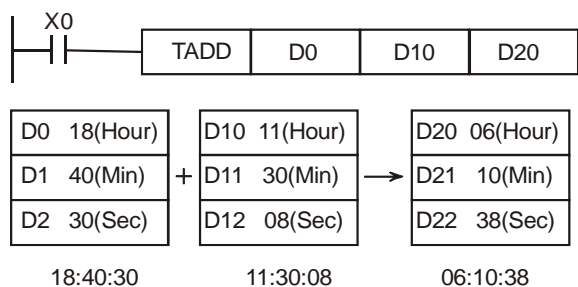 X0
TADD D0 D10 D20
D0 18(Hour) D10 11(Hour) D20 06(Hour)
D1 40(Min) + D11 30(Min) → D21 10(Min)
D2 30(Sec) D12 08(Sec) D22 38(Sec)
18:40:30 11:30:08 06:10:38